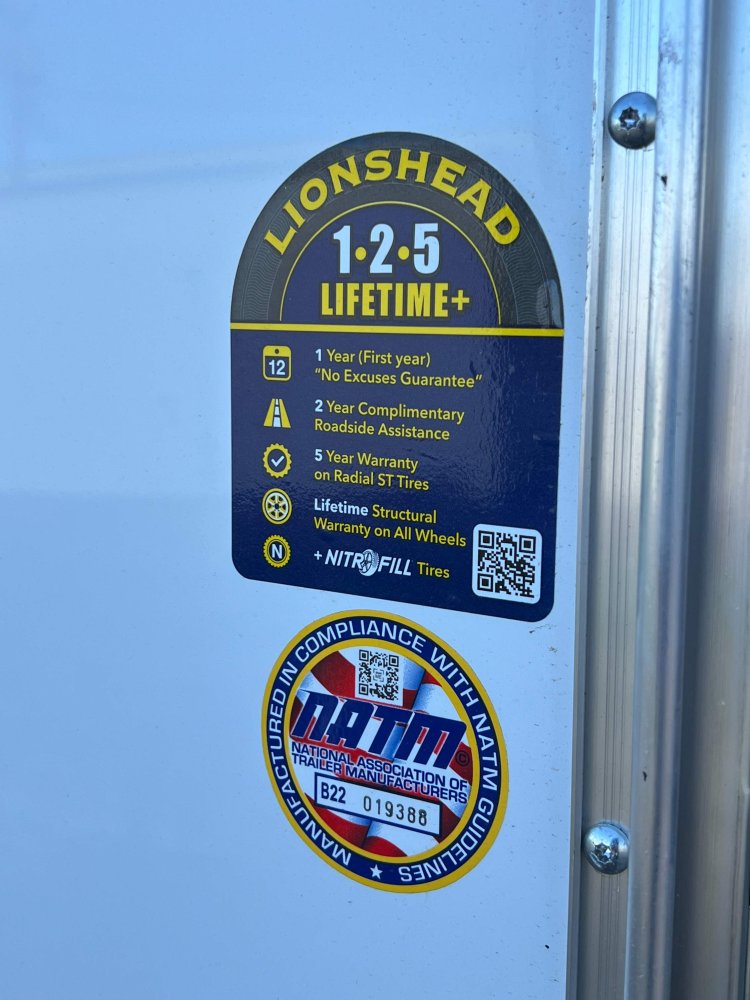 LIONSHEAD
1•2•5
LIFETIME+
12
1 Year (First year)
"No Excuses Guarantee"
2 Year Complimentary
Roadside Assistance
5 Year Warranty
on Radial ST Tires
Lifetime Structural
Warranty on All Wheels
N
+ NITROFILL Tires
MANUFACTURED IN COMPLIANCE WITH NATM GUIDELINES
NATM©
NATIONAL ASSOCIATION OF
TRAILER MANUFACTURERS
B22 019388